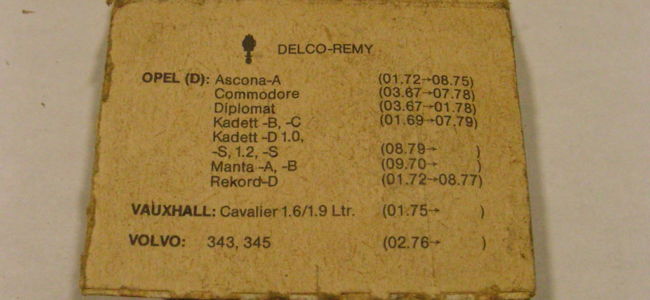 DELCO-REMY
OPEL (D): Ascona-A (01.72→08.75)
Commodore (03.67→07.78)
Diplomat (03.67→01.78)
Kadett -B, -C (01.69→07.79)
Kadett -D 1.0,
-S, 1.2, -S (08.79→ )
Manta -A, -B (09.70→ )
Rekord-D (01.72→08.77)
VAUXHALL: Cavalier 1.6/1.9 Ltr. (01.75→ )
VOLVO: 343, 345 (02.76→ )